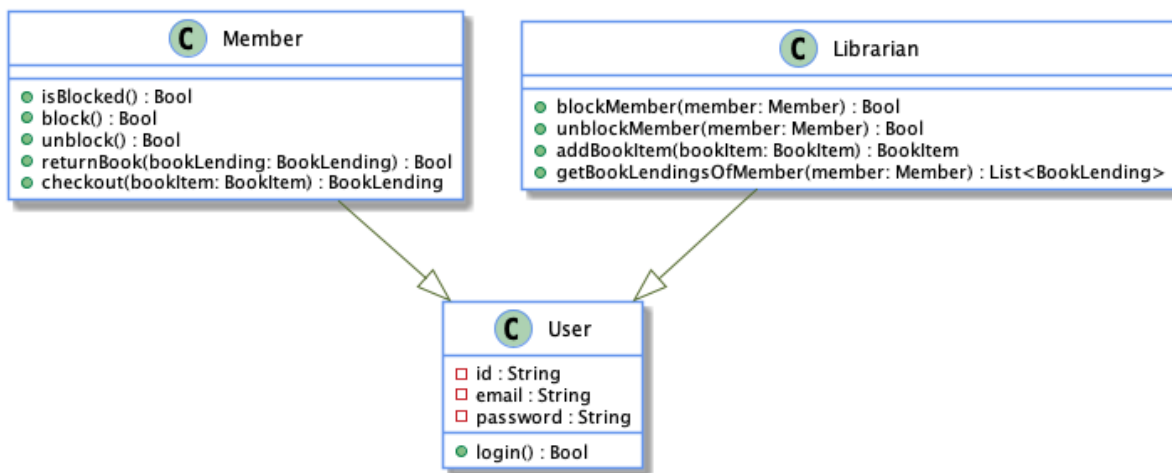 C Member
isBlocked() : Bool
block() : Bool
unblock() : Bool
returnBook(bookLending: BookLending) : Bool
checkout(bookItem: BookItem) : BookLending
C Librarian
blockMember(member: Member) : Bool
unblockMember(member: Member) : Bool
addBookItem(bookItem: BookItem) : BookItem
getBookLendingsOfMember(member: Member) : List<BookLending>
C User
id : String
email : String
password : String
login() : Bool